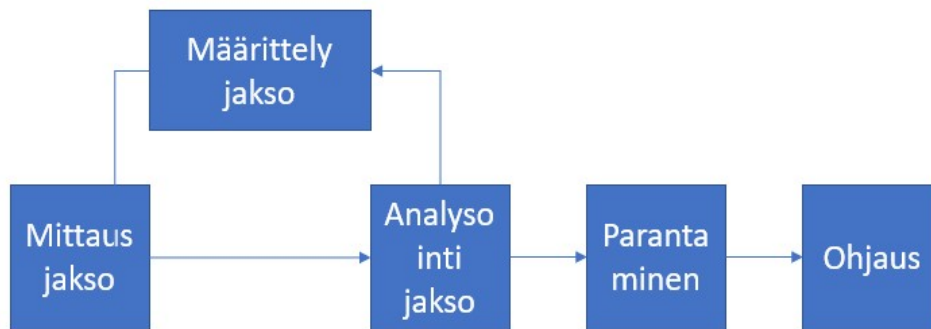 Määrittely
jakso
Mittaus
jakso
Analyso
inti
jakso
Paranta
minen
Ohjaus